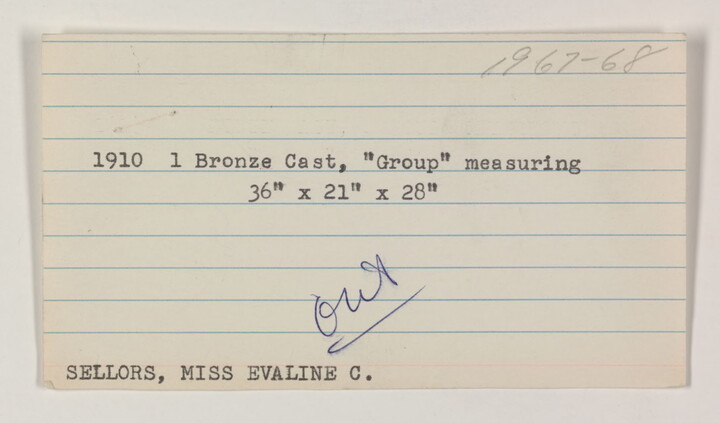 1967-68
1910 1 Bronze Cast, "Group" measuring
36" x 21" x 28"
out
SELLORS, MISS EVALINE C.